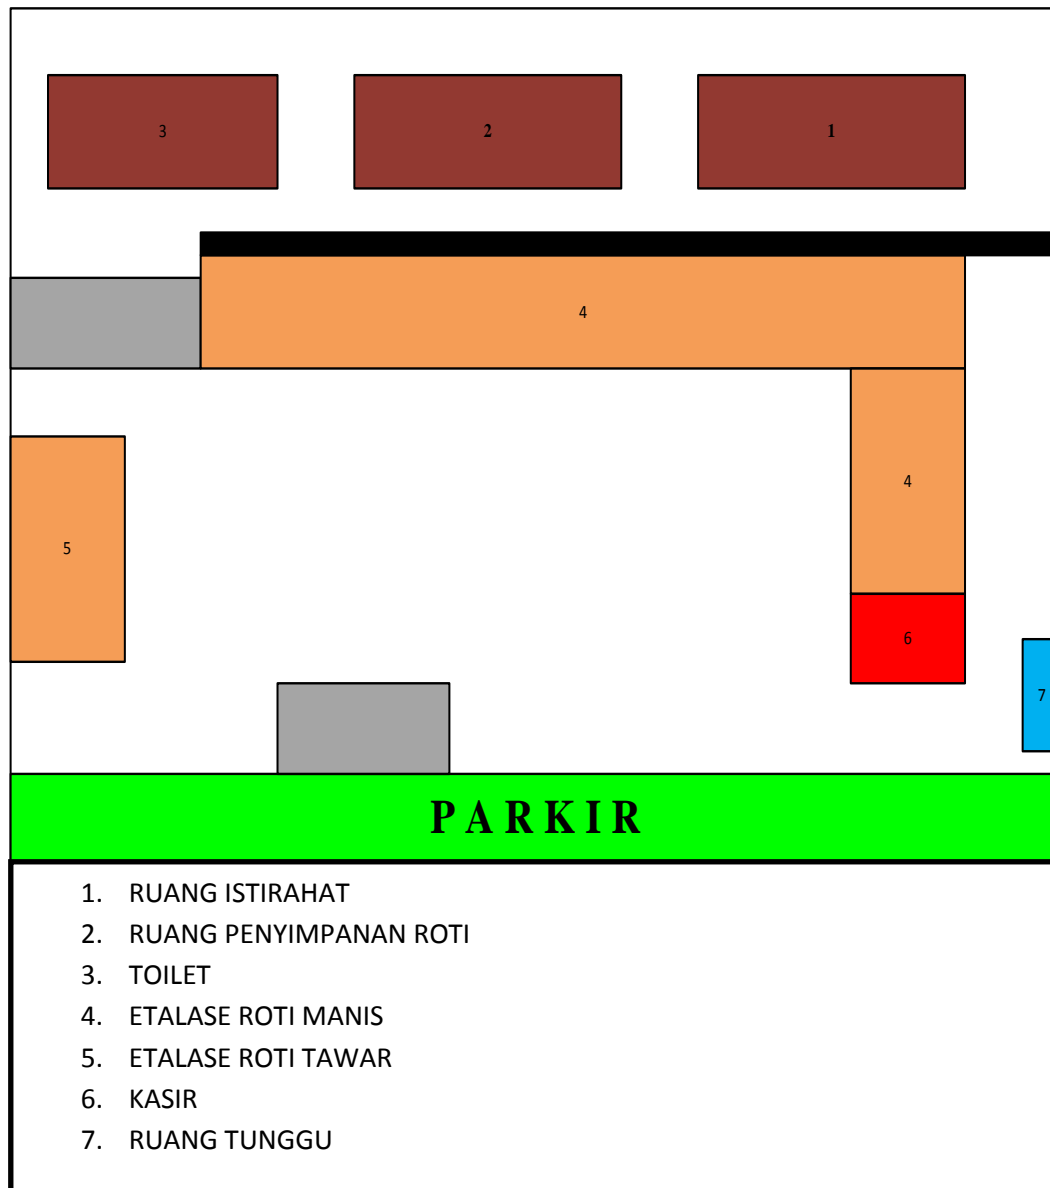 3
2
1
4
4
5
6
7
PARKIR
1. RUANG ISTIRAHAT
2. RUANG PENYIMPANAN ROTI
3. TOILET
4. ETALASE ROTI MANIS
5. ETALASE ROTI TAWAR
6. KASIR
7. RUANG TUNGGU